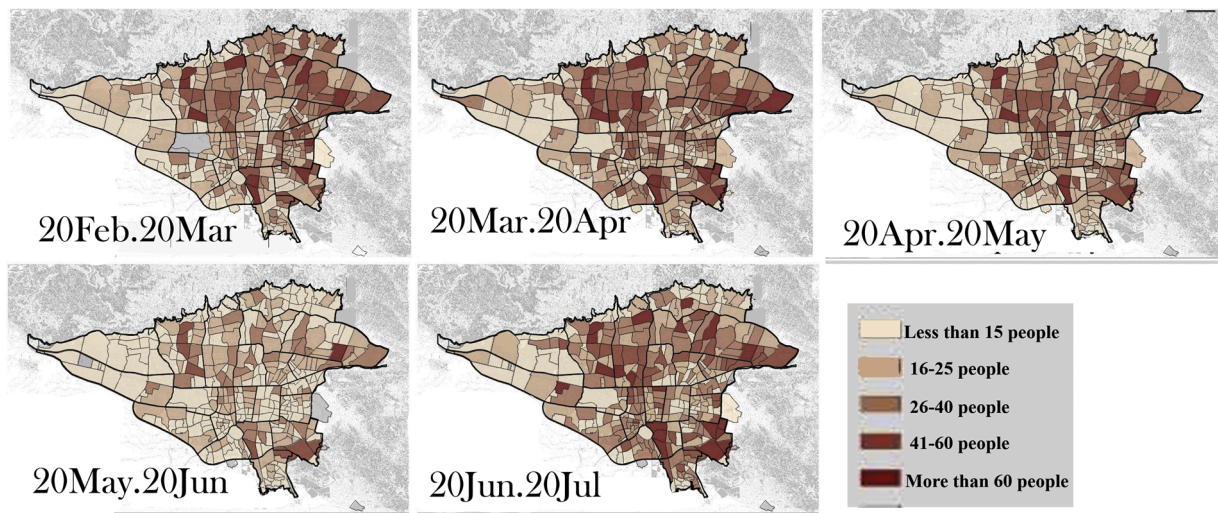 20Feb.20Mar
20Mar.20Apr
20Apr.20May
20May.20Jun
20Jun.20Jul
Less than 15 people
16-25 people
26-40 people
41-60 people
More than 60 people